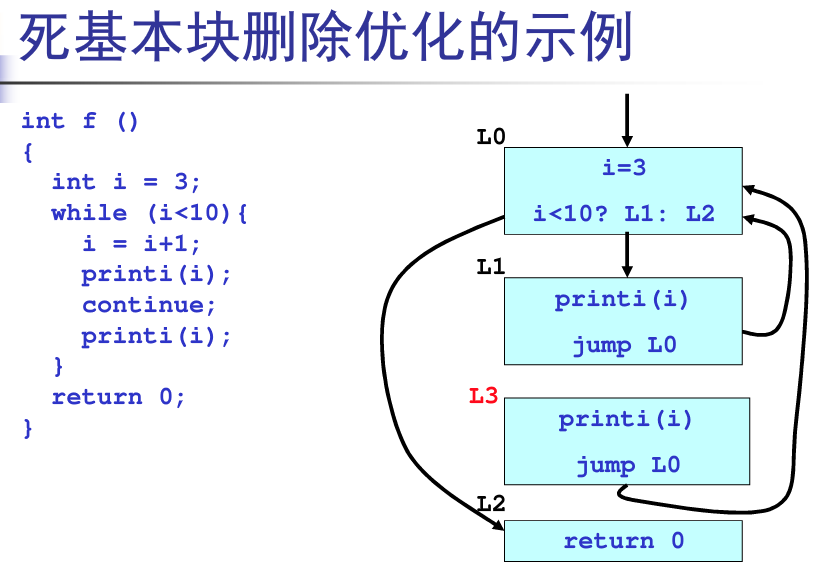 死基本块删除优化的示例
int f ()
{
int i = 3;
while (i<10){
i = i+1;
printi(i);
continue;
printi(i);
}
return 0;
}
L0
i=3
i<10? L1: L2
L1
printi(i)
jump L0
L3
printi(i)
jump L0
L2
return 0